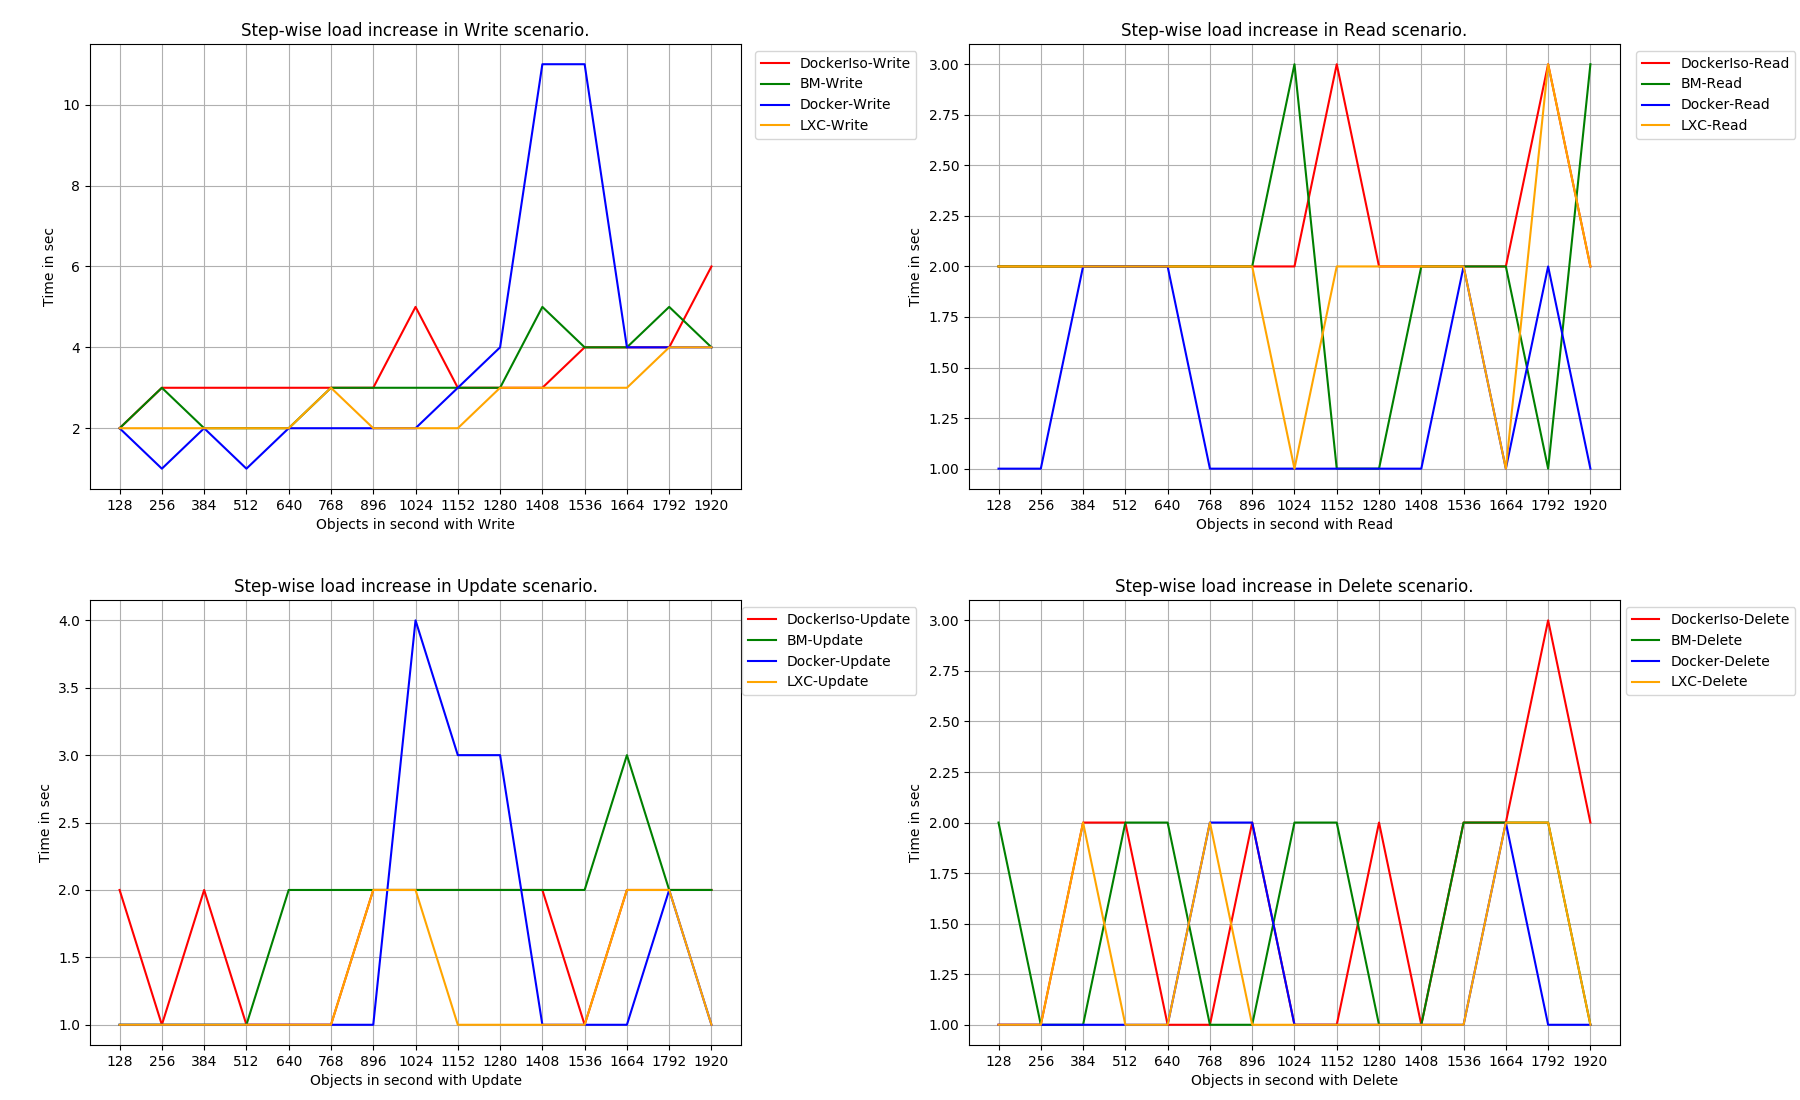 Step-wise load increase in Write scenario.
DockerIso-Write
BM-Write
Docker-Write
LXC-Write
Time in sec
10
8
6
4
2
128 256 384 512 640 768 896 1024 1152 1280 1408 1536 1664 1792 1920
Objects in second with Write
Step-wise load increase in Read scenario.
DockerIso-Read
BM-Read
Docker-Read
LXC-Read
Time in sec
3.00
2.75
2.50
2.25
2.00
1.75
1.50
1.25
1.00
128 256 384 512 640 768 896 1024 1152 1280 1408 1536 1664 1792 1920
Objects in second with Read
Step-wise load increase in Update scenario.
DockerIso-Update
BM-Update
Docker-Update
LXC-Update
Time in sec
4.0
3.5
3.0
2.5
2.0
1.5
1.0
128 256 384 512 640 768 896 1024 1152 1280 1408 1536 1664 1792 1920
Objects in second with Update
Step-wise load increase in Delete scenario.
DockerIso-Delete
BM-Delete
Docker-Delete
LXC-Delete
Time in sec
3.00
2.75
2.50
2.25
2.00
1.75
1.50
1.25
1.00
128 256 384 512 640 768 896 1024 1152 1280 1408 1536 1664 1792 1920
Objects in second with Delete